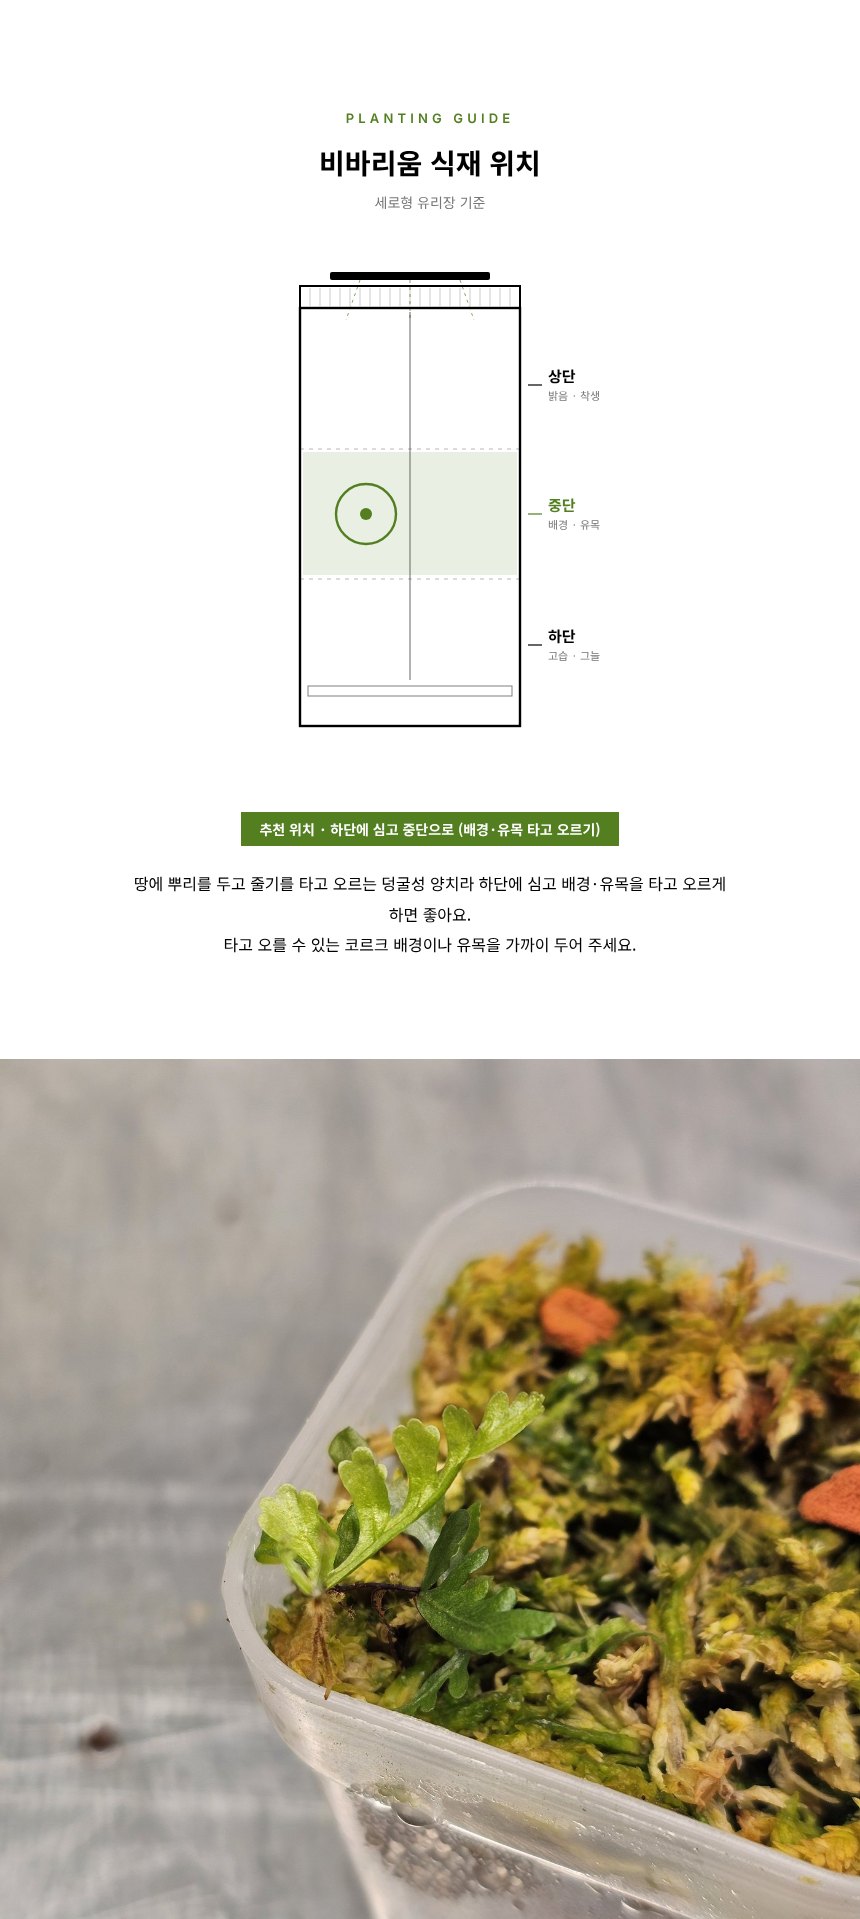 PLANTING GUIDE
비바리움 식재 위치
세로형 유리장 기준
상단
밝음 · 착생
중단
배경 · 유목
하단
고습 · 그늘
추천 위치 · 하단에 심고 중단으로 (배경·유목 타고 오르기)
땅에 뿌리를 두고 줄기를 타고 오르는 덩굴성 양치라 하단에 심고 배경·유목을 타고 오르게
하면 좋아요.
타고 오를 수 있는 코르크 배경이나 유목을 가까이 두어 주세요.